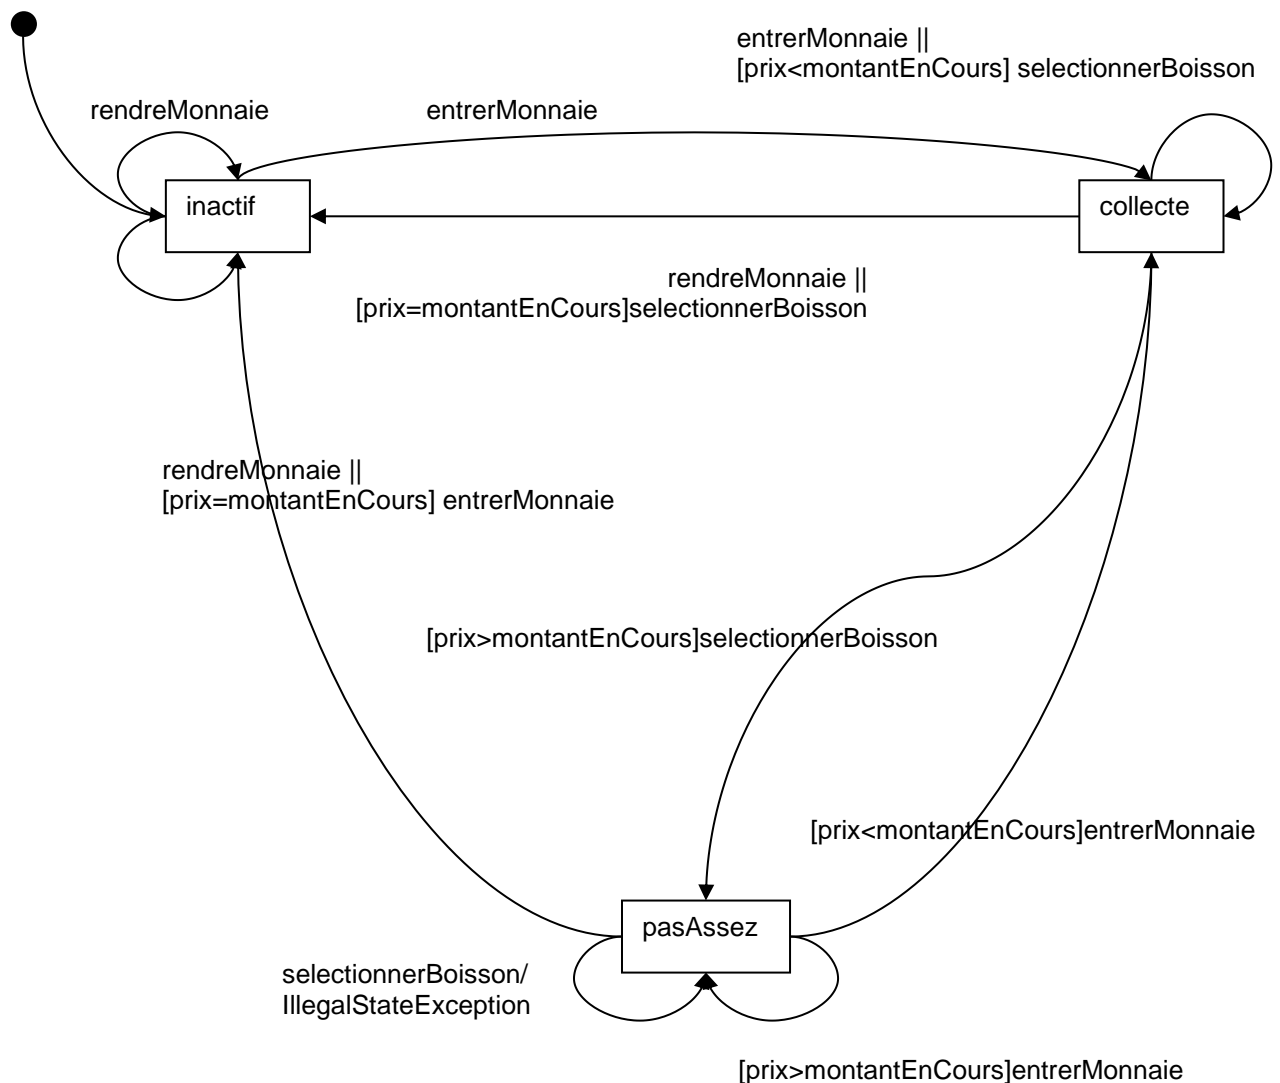 entrerMonnaie ||
[prix<montantEnCours] selectionnerBoisson
rendreMonnaie
entrerMonnaie
inactif
collecte
rendreMonnaie ||
[prix=montantEnCours]selectionnerBoisson
rendreMonnaie ||
[prix=montantEnCours] entrerMonnaie
[prix>montantEnCours]selectionnerBoisson
[prix<montantEnCours]entrerMonnaie
pasAssez
selectionnerBoisson/
IllegalStateException
[prix>montantEnCours]entrerMonnaie